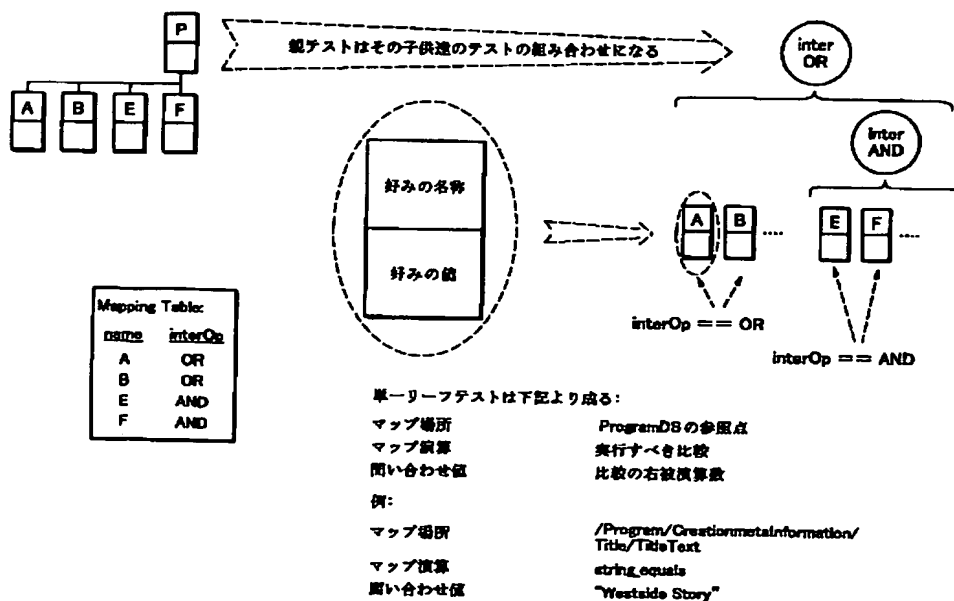 P
親テストはその子供達のテストの組み合わせになる
inter
OR
A B E F
inter
AND
好みの名称
好みの値
A B ‥‥ E F ‥‥
interOp == OR
interOp == AND
Mapping Table:
name interOp
A OR
B OR
E AND
F AND
単一リーフテストは下記より成る:
マップ場所 ProgramDSの参照点
マップ演算 実行すべき比較
問い合わせ値 比較の右被演算数
例:
マップ場所 /Program/CreationmetaInformation/
Title/TitleText
マップ演算 string_equals
問い合わせ値 "Westside Story"